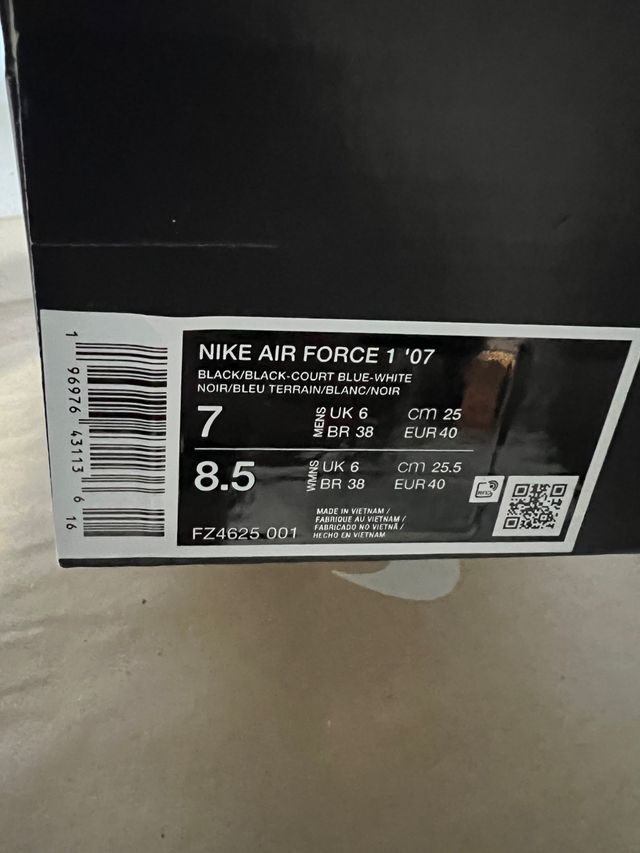 NIKE AIR FORCE 1 '07
BLACK/BLACK-COURT BLUE-WHITE
NOIR/BLEU TERRAIN/BLANC/NOIR
7 MENS UK 6 cm 25
BR 38 EUR 40
8.5 WMNS UK 6 cm 25.5
BR 38 EUR 40
FZ4625 001
MADE IN VIETNAM /
FABRIQUE AU VIETNAM /
FABRICADO NO VIETNÃ /
HECHO EN VIETNAM
1 96976 43113 6 16